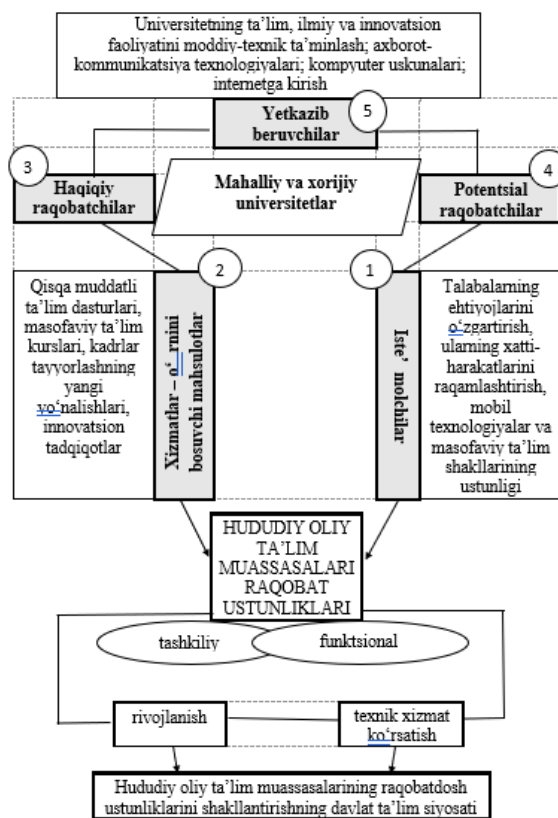 Universitetning ta’lim, ilmiy va innovatsion
faoliyatini moddiy-texnik ta’minlash; axborot-
kommunikatsiya texnologiyalari; kompyuter uskunalari;
internetga kirish
5
Yetkazib
beruvchilar
3
Haqiqiy
raqobatchilar
Mahalliy va xorijiy
universitetlar
4
Potentsial
raqobatchilar
2
1
Qisqa muddatli
ta’lim dasturlari,
masofaviy ta’lim
kurslari, kadrlar
tayyorlashning
yangi
yo‘nalishlari,
innovatsion
tadqiqotlar
Xizmatlar – o‘rnini
bosuvchi mahsulotlar
Iste’ molchilar
Talabalarning
ehtiyojlarini
o‘zgartirish,
ularning xatti-
harakatlarini
raqamlashtirish,
mobil
texnologiyalar va
masofaviy ta’lim
shakllarining
ustunligi
HUDUDIY OLIY
TA’LIM
MUASSASALARI
RAQOBAT
USTUNLIKLARI
tashkiliy
funktsional
rivojlanish
texnik xizmat
ko‘rsatish
Hududiy oliy ta’lim muassasalarining raqobatdosh
ustunliklarini shakllantirishning davlat ta’lim siyosati